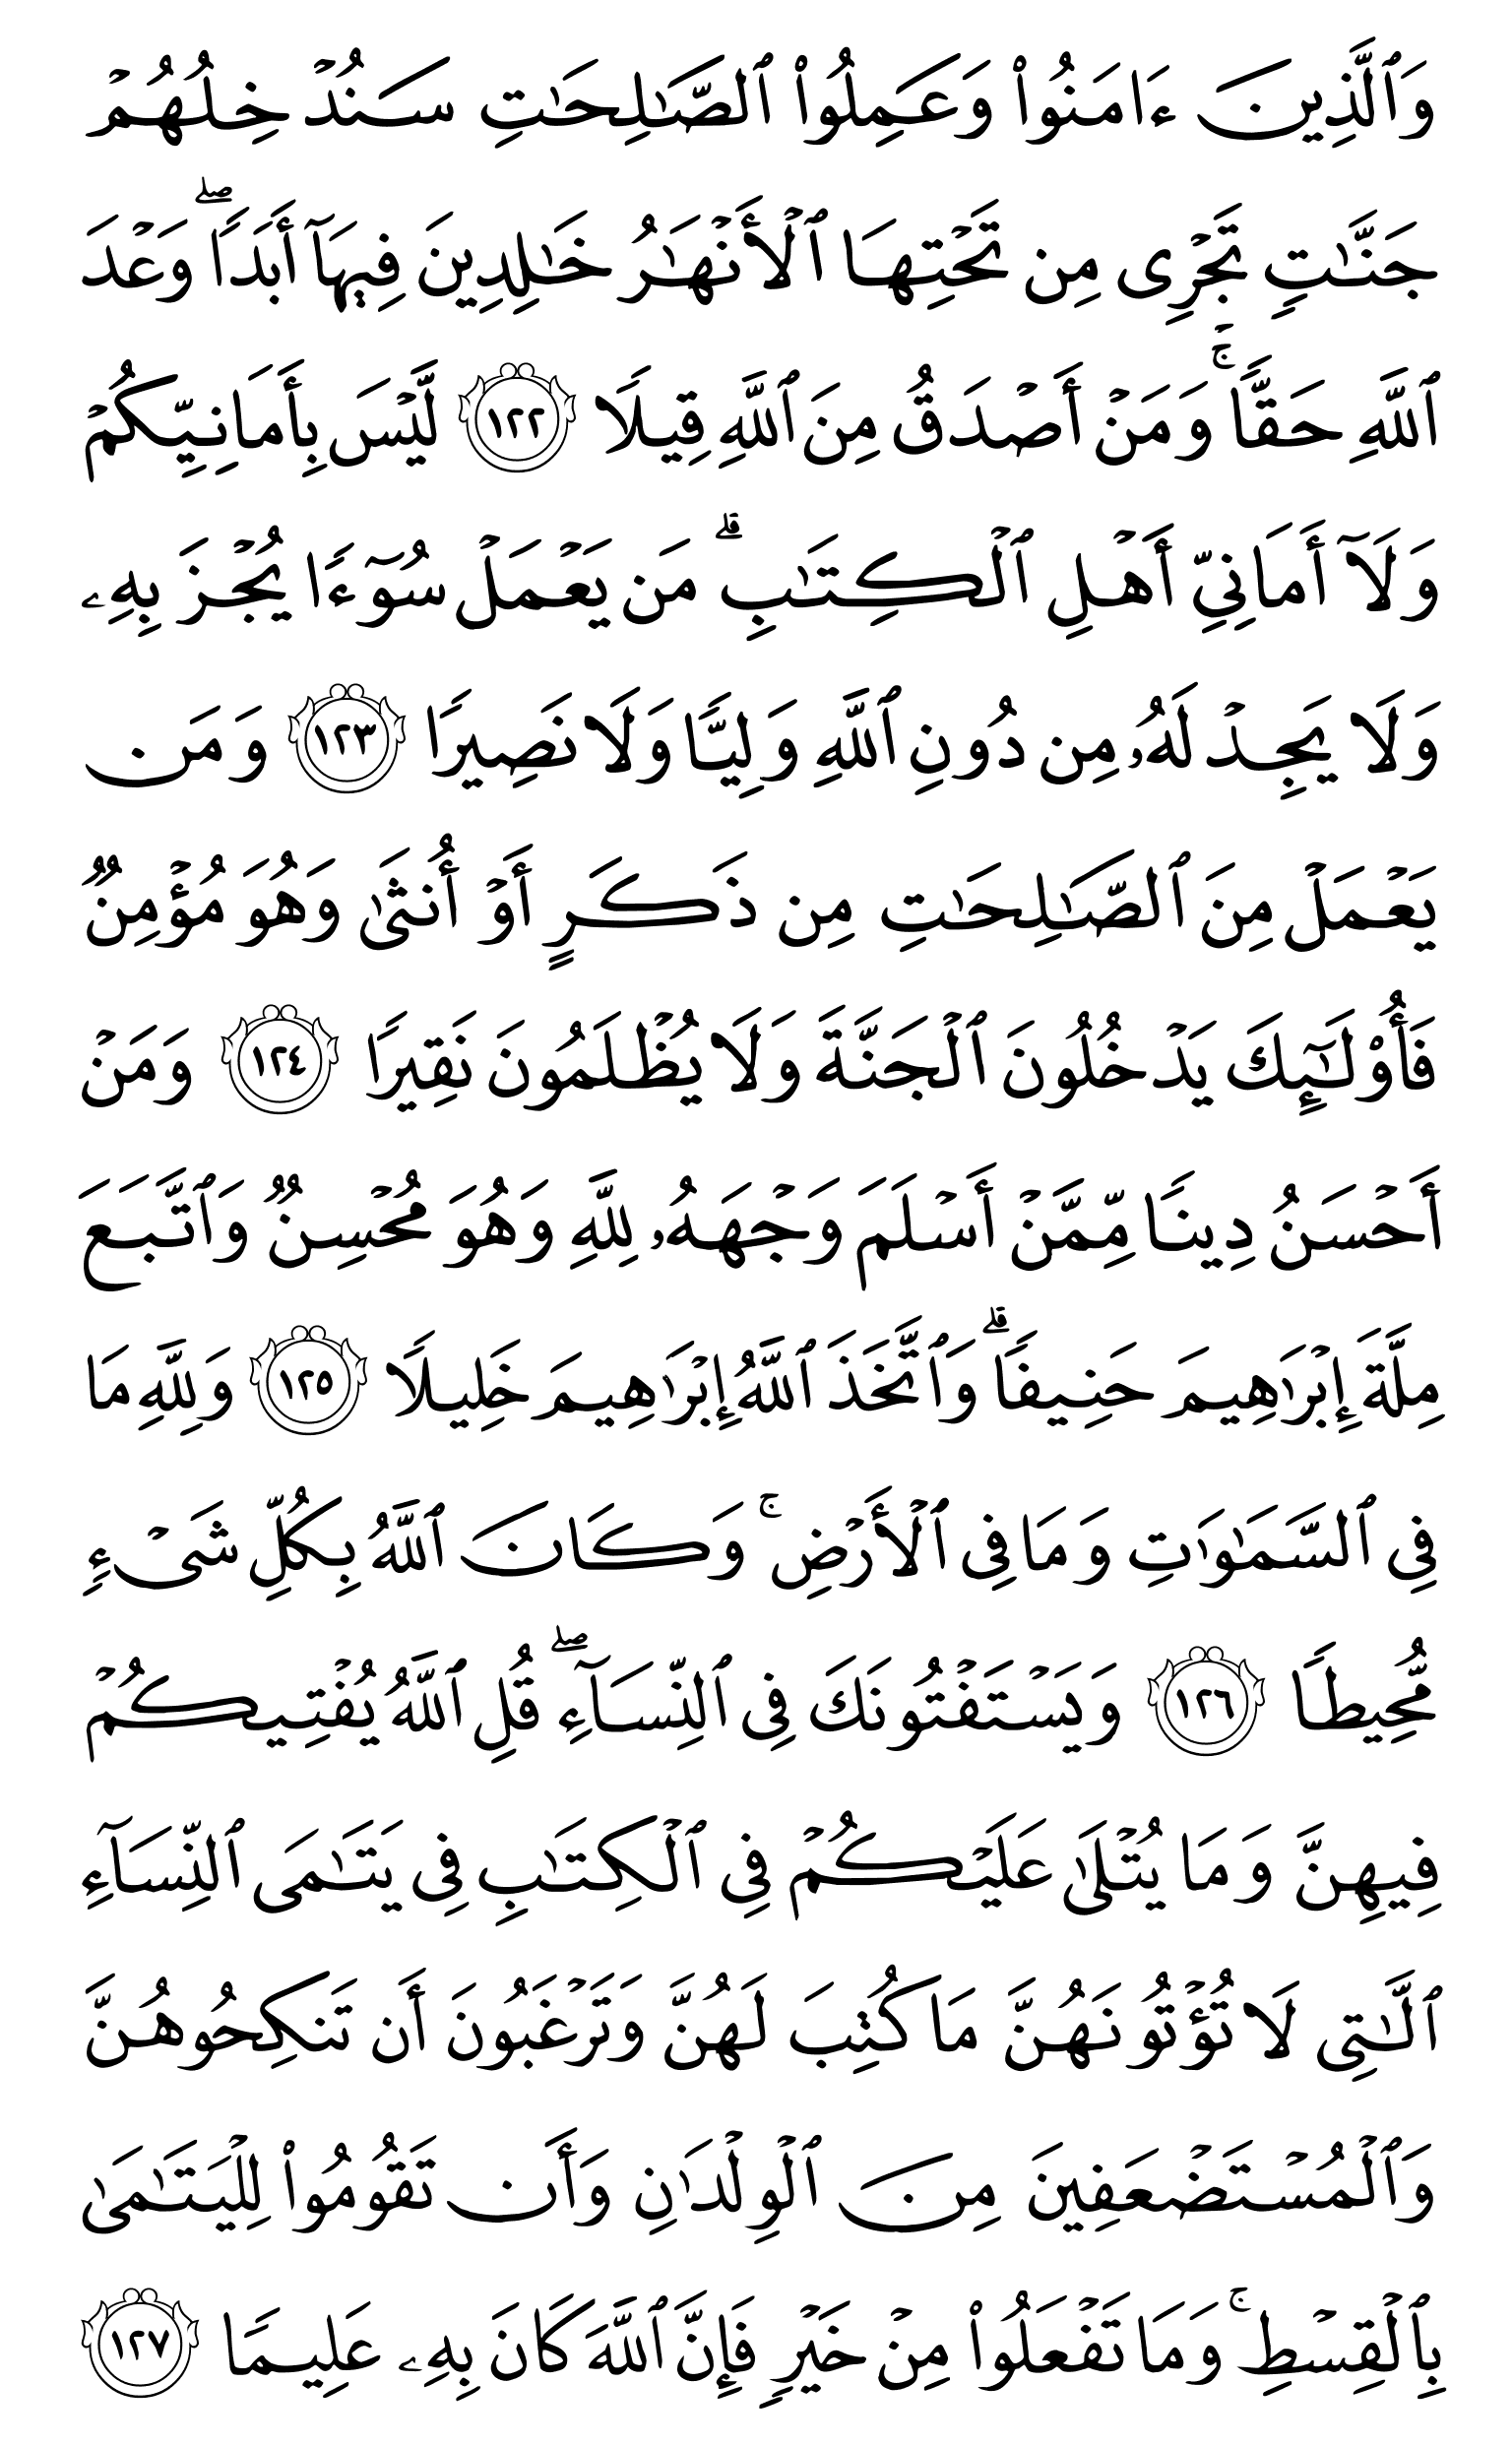 وَٱلَّذِينَ ءَامَنُوا۟ وَعَمِلُوا۟ ٱلصَّـٰلِحَـٰتِ سَنُدْخِلُهُمْ
جَنَّـٰتٍ تَجْرِى مِن تَحْتِهَا ٱلْأَنْهَـٰرُ خَـٰلِدِينَ فِيهَآ أَبَدًا ۖ وَعْدَ
ٱللَّهِ حَقًّا ۚ وَمَنْ أَصْدَقُ مِنَ ٱللَّهِ قِيلًا ١٢٢ لَّيْسَ بِأَمَانِيِّكُمْ
وَلَآ أَمَانِىِّ أَهْلِ ٱلْكِتَـٰبِ ۗ مَن يَعْمَلْ سُوٓءًا يُجْزَ بِهِۦ
وَلَا يَجِدْ لَهُۥ مِن دُونِ ٱللَّهِ وَلِيًّا وَلَا نَصِيرًا ١٢٣ وَمَن
يَعْمَلْ مِنَ ٱلصَّـٰلِحَـٰتِ مِن ذَكَرٍ أَوْ أُنثَىٰ وَهُوَ مُؤْمِنٌ
فَأُو۟لَـٰٓئِكَ يَدْخُلُونَ ٱلْجَنَّةَ وَلَا يُظْلَمُونَ نَقِيرًا ١٢٤ وَمَنْ
أَحْسَنُ دِينًا مِّمَّنْ أَسْلَمَ وَجْهَهُۥ لِلَّهِ وَهُوَ مُحْسِنٌ وَٱتَّبَعَ
مِلَّةَ إِبْرَٰهِيمَ حَنِيفًا ۗ وَٱتَّخَذَ ٱللَّهُ إِبْرَٰهِيمَ خَلِيلًا ١٢٥ وَلِلَّهِ مَا
فِى ٱلسَّمَـٰوَٰتِ وَمَا فِى ٱلْأَرْضِ ۚ وَكَانَ ٱللَّهُ بِكُلِّ شَىْءٍ
مُّحِيطًا ١٢٦ وَيَسْتَفْتُونَكَ فِى ٱلنِّسَآءِ ۖ قُلِ ٱللَّهُ يُفْتِيكُمْ
فِيهِنَّ وَمَا يُتْلَىٰ عَلَيْكُمْ فِى ٱلْكِتَـٰبِ فِى يَتَـٰمَى ٱلنِّسَآءِ
ٱلَّـٰتِى لَا تُؤْتُونَهُنَّ مَا كُتِبَ لَهُنَّ وَتَرْغَبُونَ أَن تَنكِحُوهُنَّ
وَٱلْمُسْتَضْعَفِينَ مِنَ ٱلْوِلْدَٰنِ وَأَن تَقُومُوا۟ لِلْيَتَـٰمَىٰ
بِٱلْقِسْطِ ۚ وَمَا تَفْعَلُوا۟ مِنْ خَيْرٍ فَإِنَّ ٱللَّهَ كَانَ بِهِۦ عَلِيمًا ١٢٧